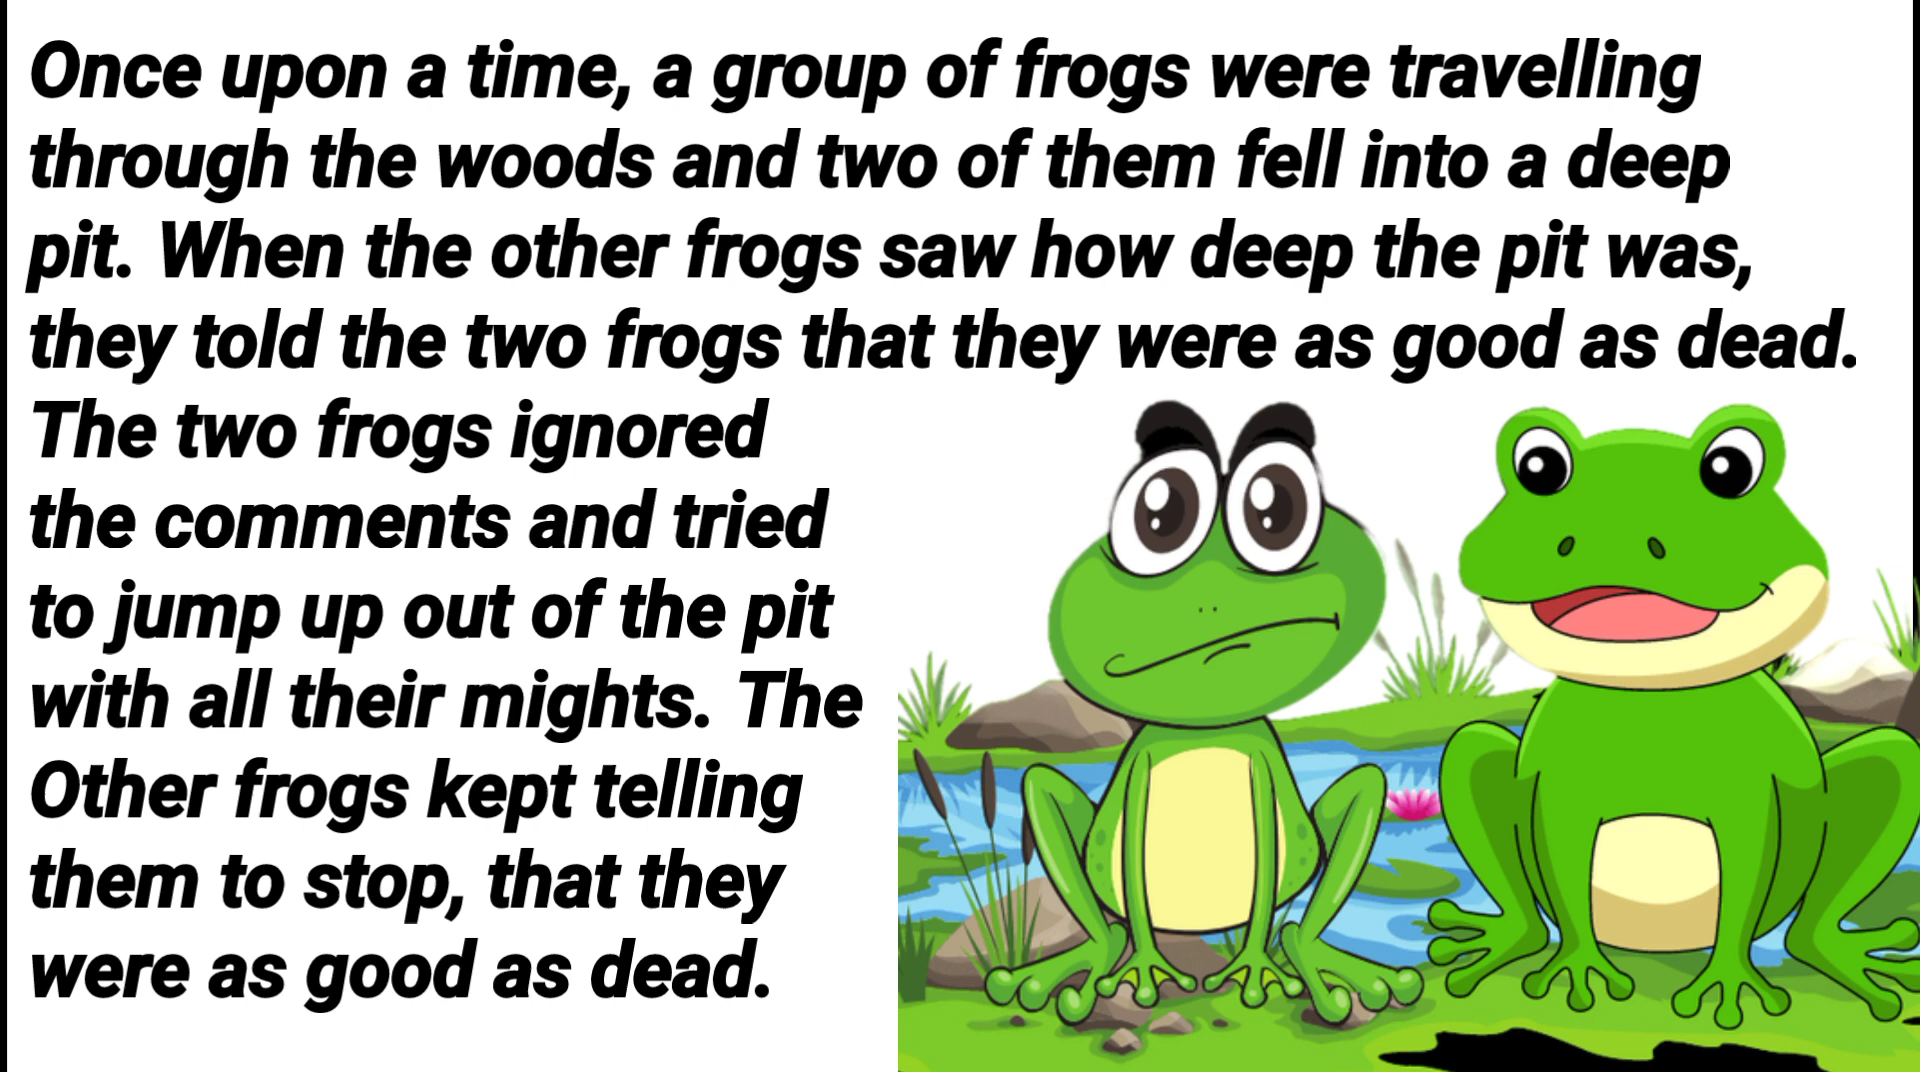 Once upon a time, a group of frogs were travelling
through the woods and two of them fell into a deep
pit. When the other frogs saw how deep the pit was,
they told the two frogs that they were as good as dead.
The two frogs ignored
the comments and tried
to jump up out of the pit
with all their mights. The
Other frogs kept telling
them to stop, that they
were as good as dead.